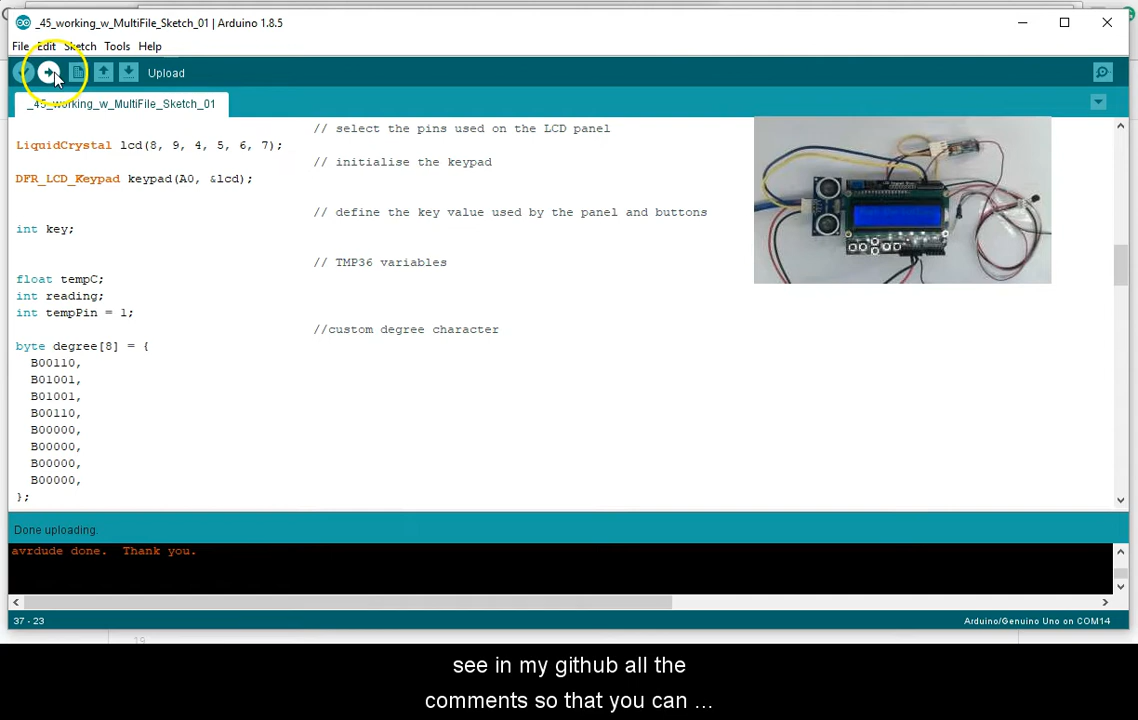 _45_working_w_MultiFile_Sketch_01 | Arduino 1.8.5
File Edit Sketch Tools Help
Upload
_45_working_w_MultiFile_Sketch_01
// select the pins used on the LCD panel
LiquidCrystal lcd(8, 9, 4, 5, 6, 7);
// initialise the keypad
DFR_LCD_Keypad keypad(A0, &lcd);
// define the key value used by the panel and buttons
int key;
// TMP36 variables
float tempC;
int reading;
int tempPin = 1;
//custom degree character
byte degree[8] = {
B00110,
B01001,
B01001,
B00110,
B00000,
B00000,
B00000,
B00000,
};
Done uploading.
avrdude done.  Thank you.
37 - 23
Arduino/Genuino Uno on COM14
19
see in my github all the
comments so that you can ...